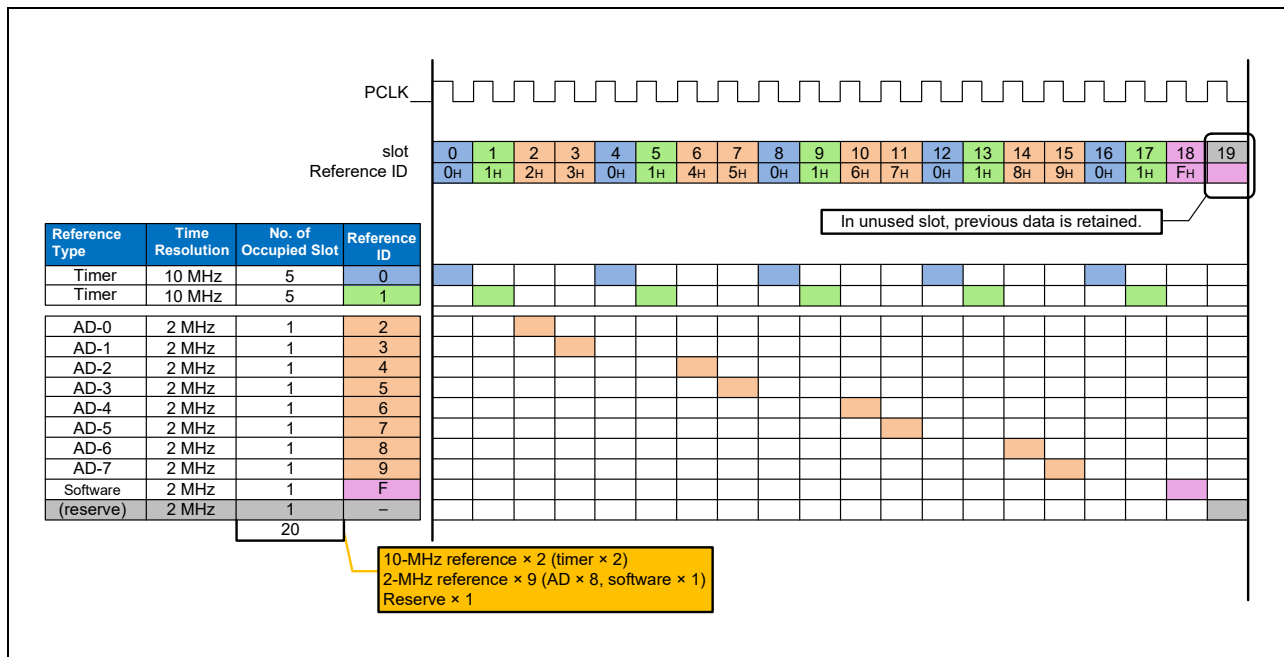 PCLK
slot 0 1 2 3 4 5 6 7 8 9 10 11 12 13 14 15 16 17 18 19
Reference ID 0H 1H 2H 3H 0H 1H 4H 5H 0H 1H 6H 7H 0H 1H 8H 9H 0H 1H FH
In unused slot, previous data is retained.
Reference Type Time Resolution No. of Occupied Slot Reference ID
Timer 10 MHz 5 0
Timer 10 MHz 5 1
AD-0 2 MHz 1 2
AD-1 2 MHz 1 3
AD-2 2 MHz 1 4
AD-3 2 MHz 1 5
AD-4 2 MHz 1 6
AD-5 2 MHz 1 7
AD-6 2 MHz 1 8
AD-7 2 MHz 1 9
Software 2 MHz 1 F
(reserve) 2 MHz 1 –
20
10-MHz reference × 2 (timer × 2)
2-MHz reference × 9 (AD × 8, software × 1)
Reserve × 1